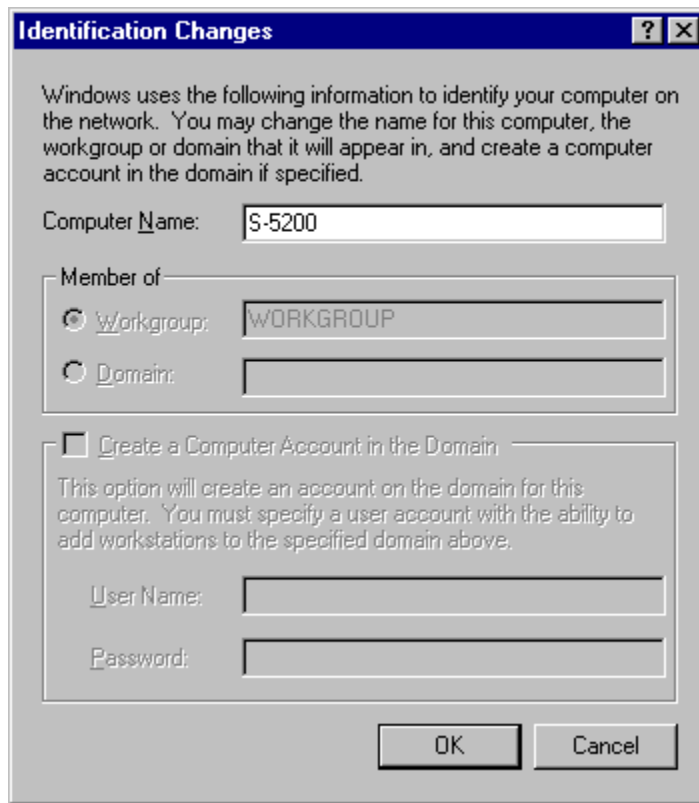 Identification Changes
Windows uses the following information to identify your computer on
the network.  You may change the name for this computer, the
workgroup or domain that it will appear in, and create a computer
account in the domain if specified.
Computer Name: S-5200
Member of
Workgroup: WORKGROUP
Domain:
Create a Computer Account in the Domain
This option will create an account on the domain for this
computer.  You must specify a user account with the ability to
add workstations to the specified domain above.
User Name:
Password:
OK Cancel